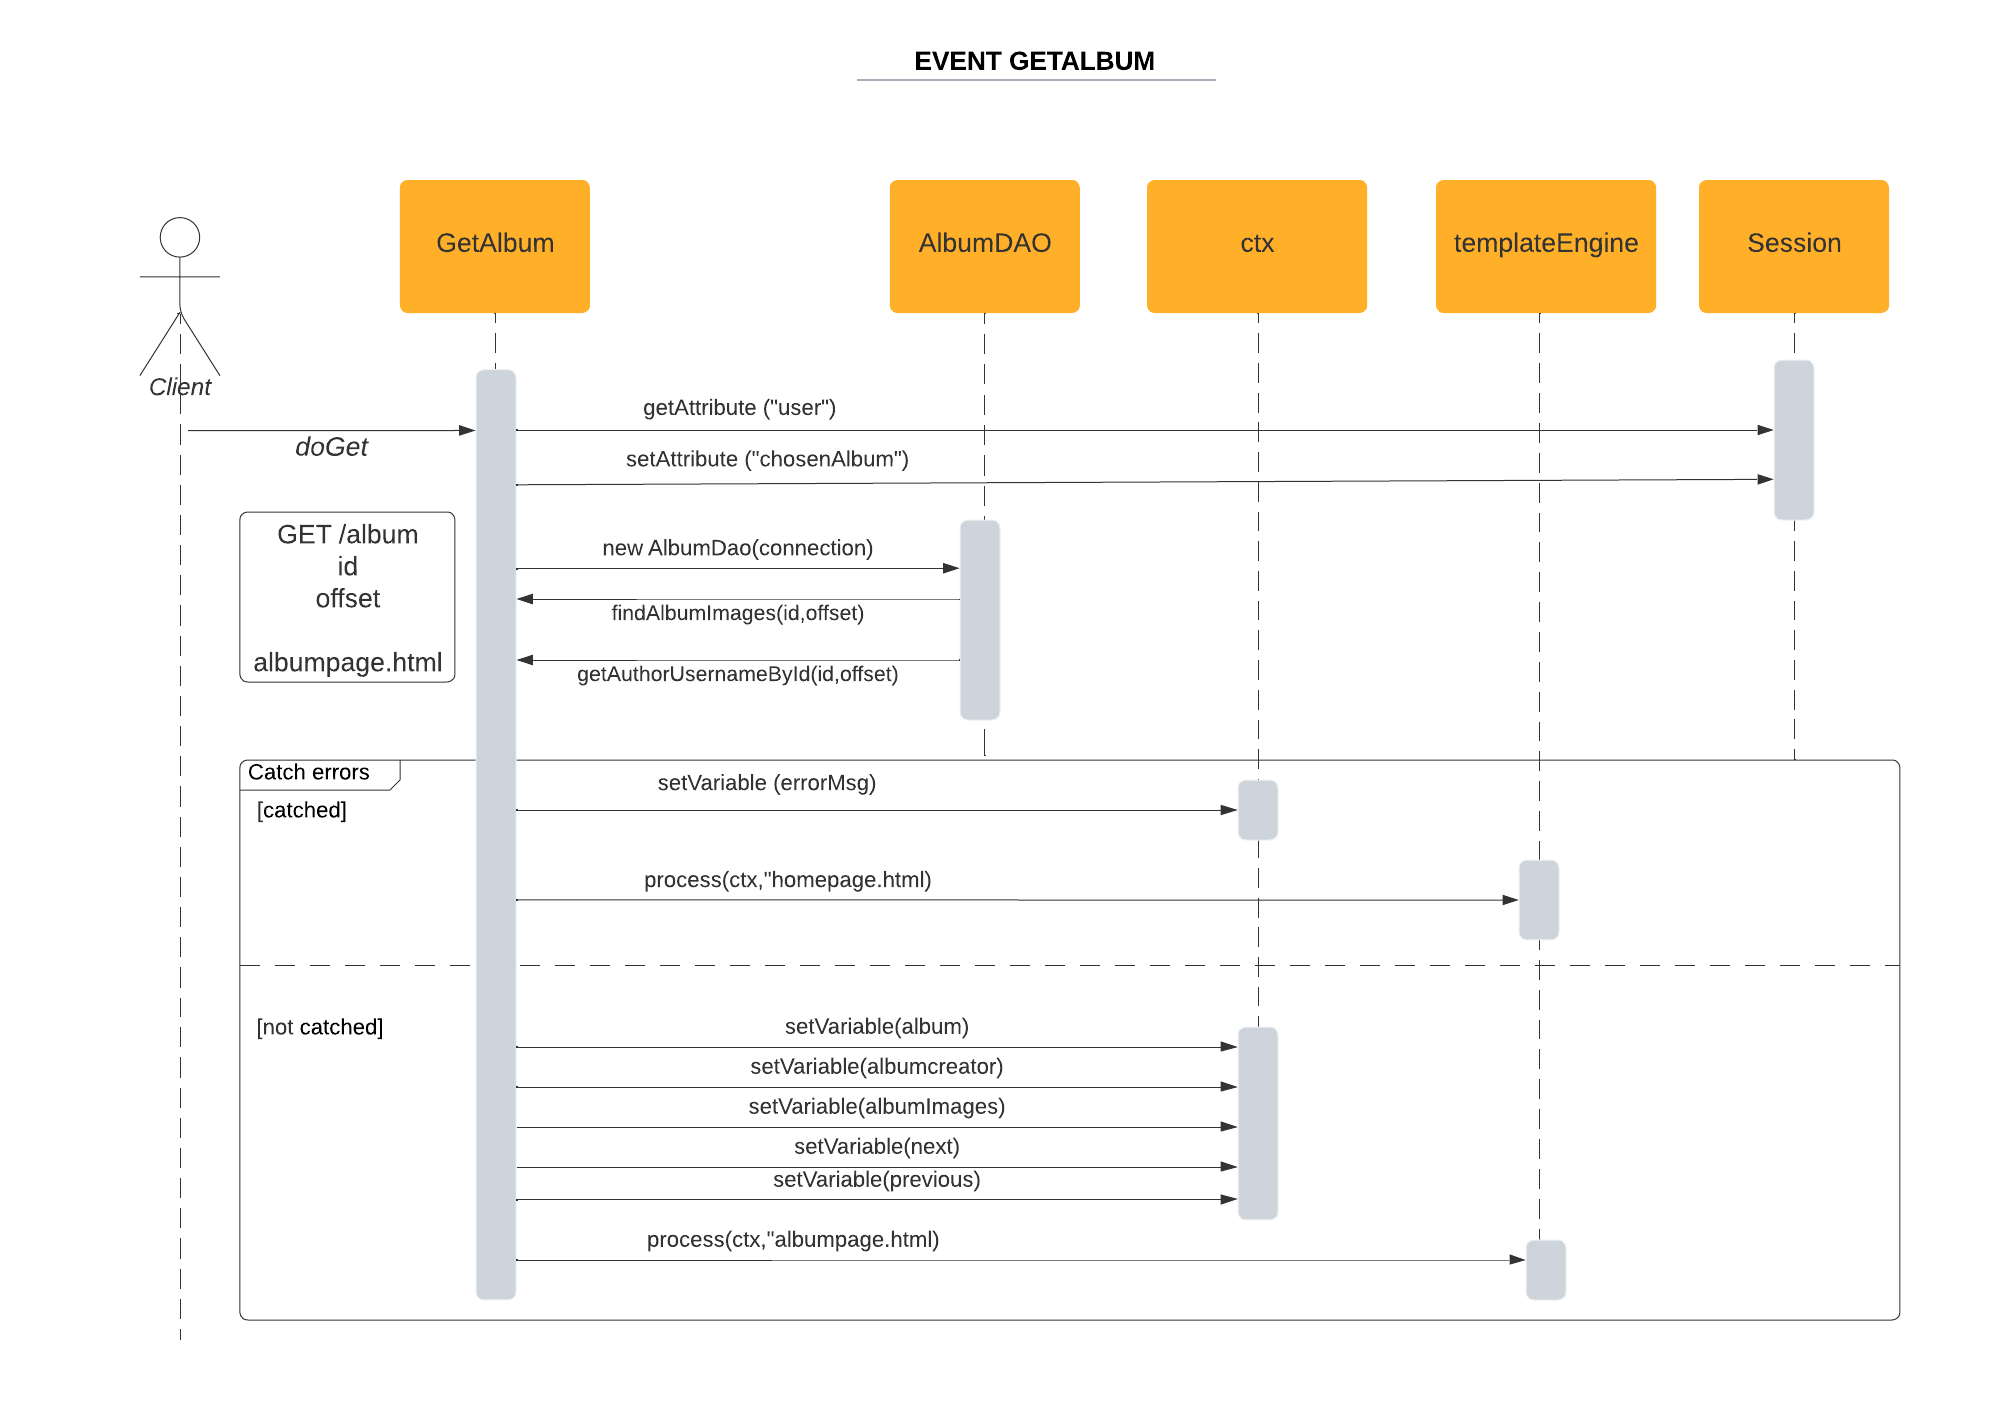 EVENT GETALBUM
GetAlbum
AlbumDAO
ctx
templateEngine
Session
Client
getAttribute ("user")
doGet
setAttribute ("chosenAlbum")
GET /album
id
offset
albumpage.html
new AlbumDao(connection)
findAlbumImages(id,offset)
getAuthorUsernameById(id,offset)
Catch errors
[catched]
setVariable (errorMsg)
process(ctx,"homepage.html)
[not catched]
setVariable(album)
setVariable(albumcreator)
setVariable(albumImages)
setVariable(next)
setVariable(previous)
process(ctx,"albumpage.html)